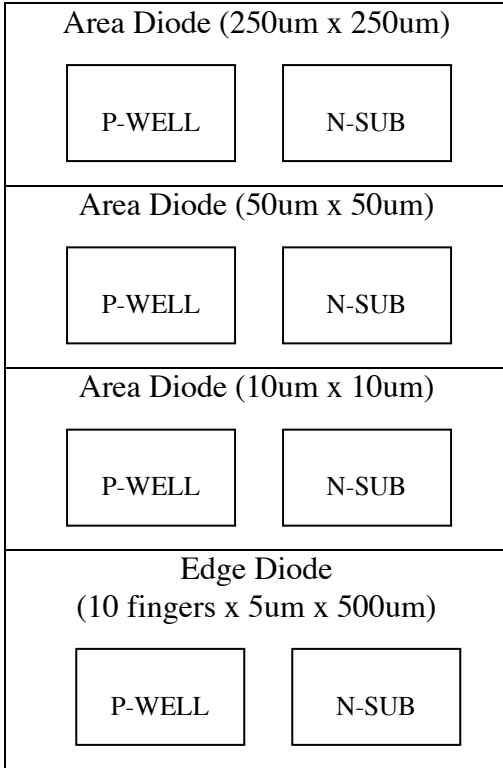 Area Diode (250um x 250um)
P-WELL N-SUB
Area Diode (50um x 50um)
P-WELL N-SUB
Area Diode (10um x 10um)
P-WELL N-SUB
Edge Diode
(10 fingers x 5um x 500um)
P-WELL N-SUB